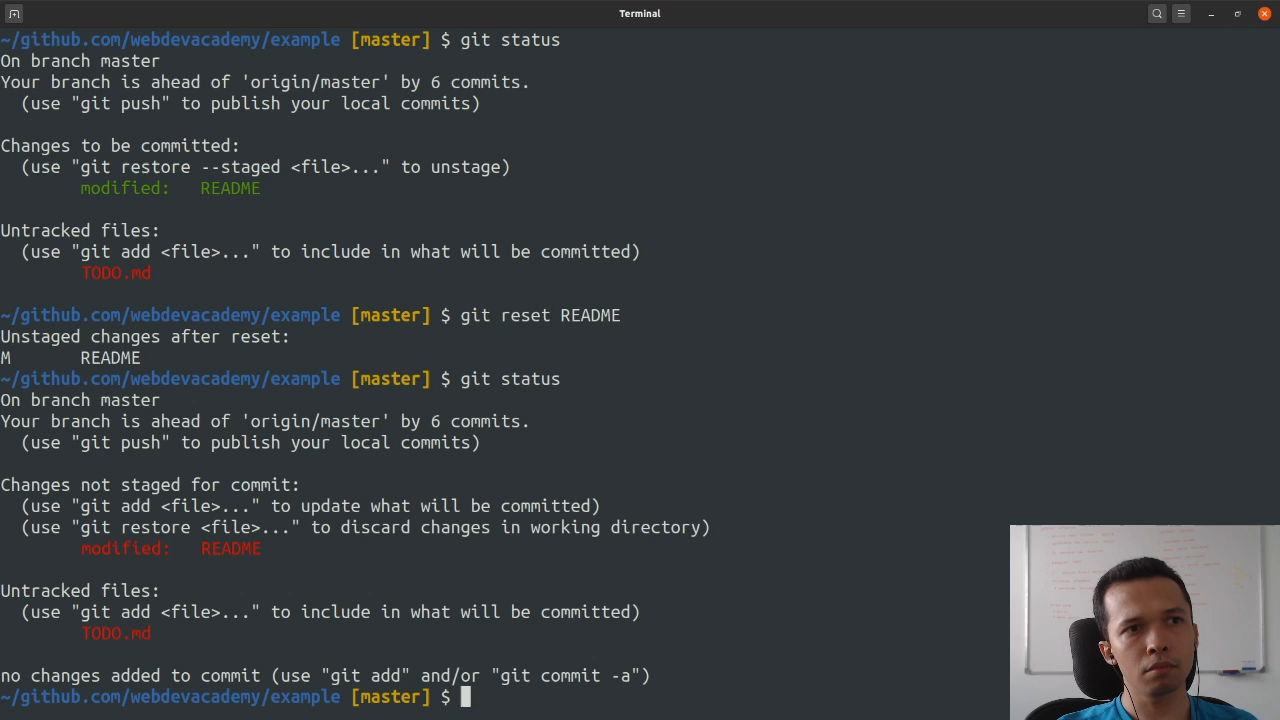 Terminal
~/github.com/webdevacademy/example [master] $ git status
On branch master
Your branch is ahead of 'origin/master' by 6 commits.
  (use "git push" to publish your local commits)
Changes to be committed:
  (use "git restore --staged <file>..." to unstage)
        modified:   README
Untracked files:
  (use "git add <file>..." to include in what will be committed)
        TODO.md
~/github.com/webdevacademy/example [master] $ git reset README
Unstaged changes after reset:
M       README
~/github.com/webdevacademy/example [master] $ git status
On branch master
Your branch is ahead of 'origin/master' by 6 commits.
  (use "git push" to publish your local commits)
Changes not staged for commit:
  (use "git add <file>..." to update what will be committed)
  (use "git restore <file>..." to discard changes in working directory)
        modified:   README
Untracked files:
  (use "git add <file>..." to include in what will be committed)
        TODO.md
no changes added to commit (use "git add" and/or "git commit -a")
~/github.com/webdevacademy/example [master] $